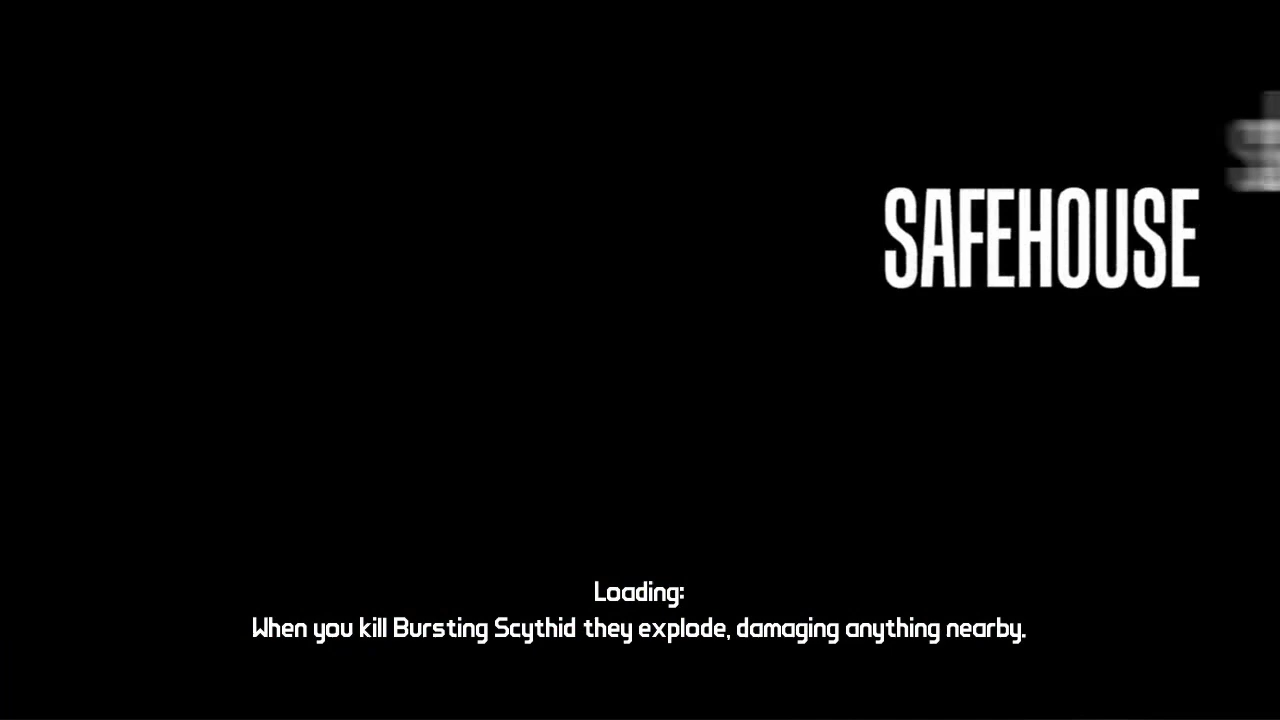 SAFEHOUSE
Loading:
When you kill Bursting Scythid they explode, damaging anything nearby.